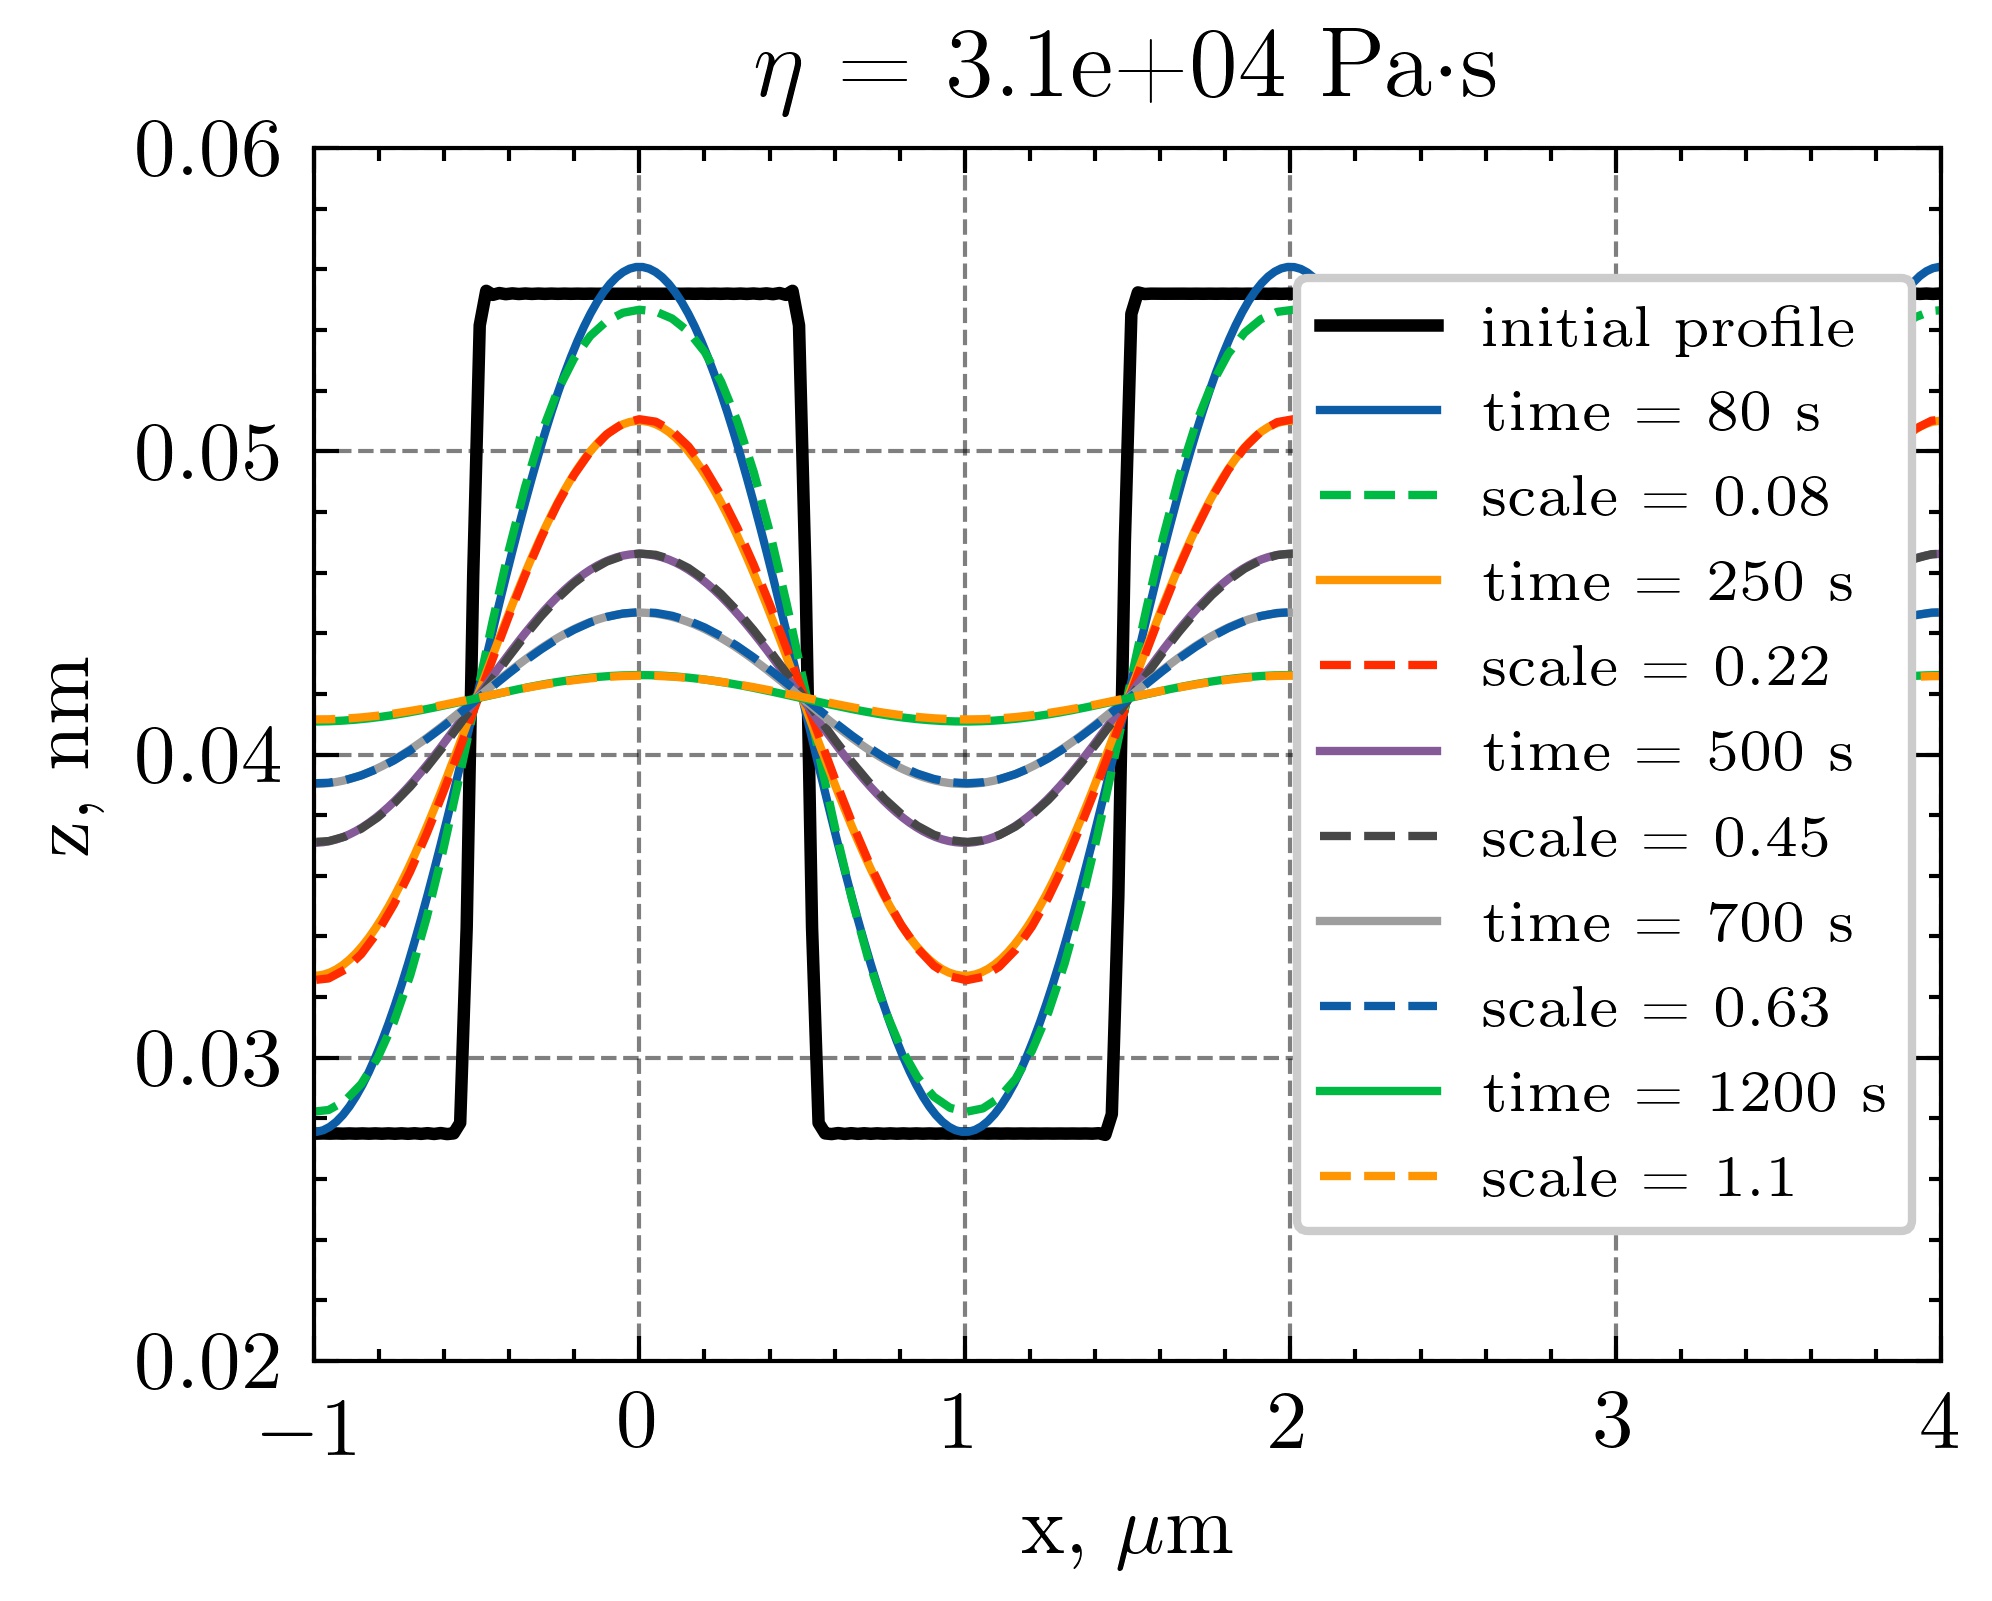 η = 3.1e+04 Pa·s
0.06
0.05
0.04
0.03
0.02
z, nm
initial profile
time = 80 s
scale = 0.08
time = 250 s
scale = 0.22
time = 500 s
scale = 0.45
time = 700 s
scale = 0.63
time = 1200 s
scale = 1.1
−1 0 1 2 3 4
x, μm